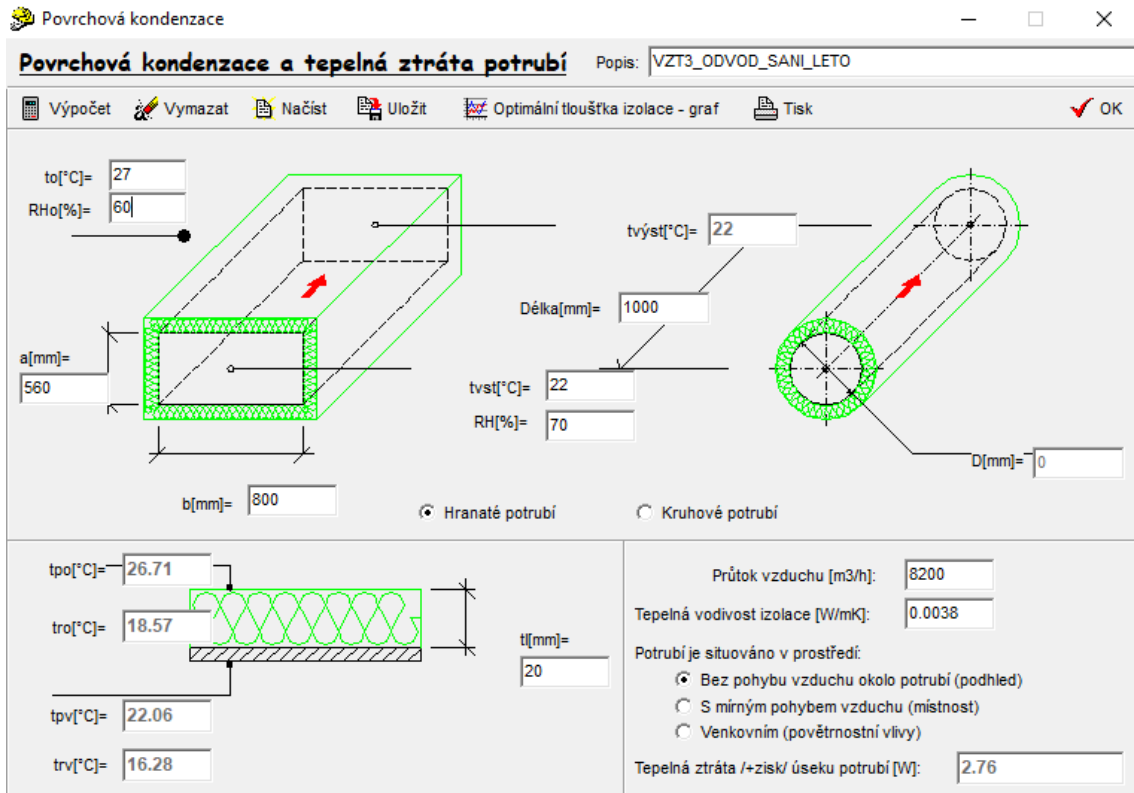 Povrchová kondenzace
Povrchová kondenzace a tepelná ztráta potrubí Popis: VZT3_ODVOD_SANI_LETO
Výpočet Vymazat Načíst Uložit Optimální tloušťka izolace - graf Tisk OK
to[°C]= 27
RHo[%]= 60
tvýst[°C]= 22
Délka[mm]= 1000
a[mm]=
560
tvst[°C]= 22
RH[%]= 70
D[mm]= 0
b[mm]= 800
Hranaté potrubí Kruhové potrubí
tpo[°C]= 26.71
tro[°C]= 18.57
tl[mm]=
20
tpv[°C]= 22.06
trv[°C]= 16.28
Průtok vzduchu [m3/h]: 8200
Tepelná vodivost izolace [W/mK]: 0.0038
Potrubí je situováno v prostředí:
Bez pohybu vzduchu okolo potrubí (podhled)
S mírným pohybem vzduchu (místnost)
Venkovním (povětrnostní vlivy)
Tepelná ztráta /+zisk/ úseku potrubí [W]: 2.76